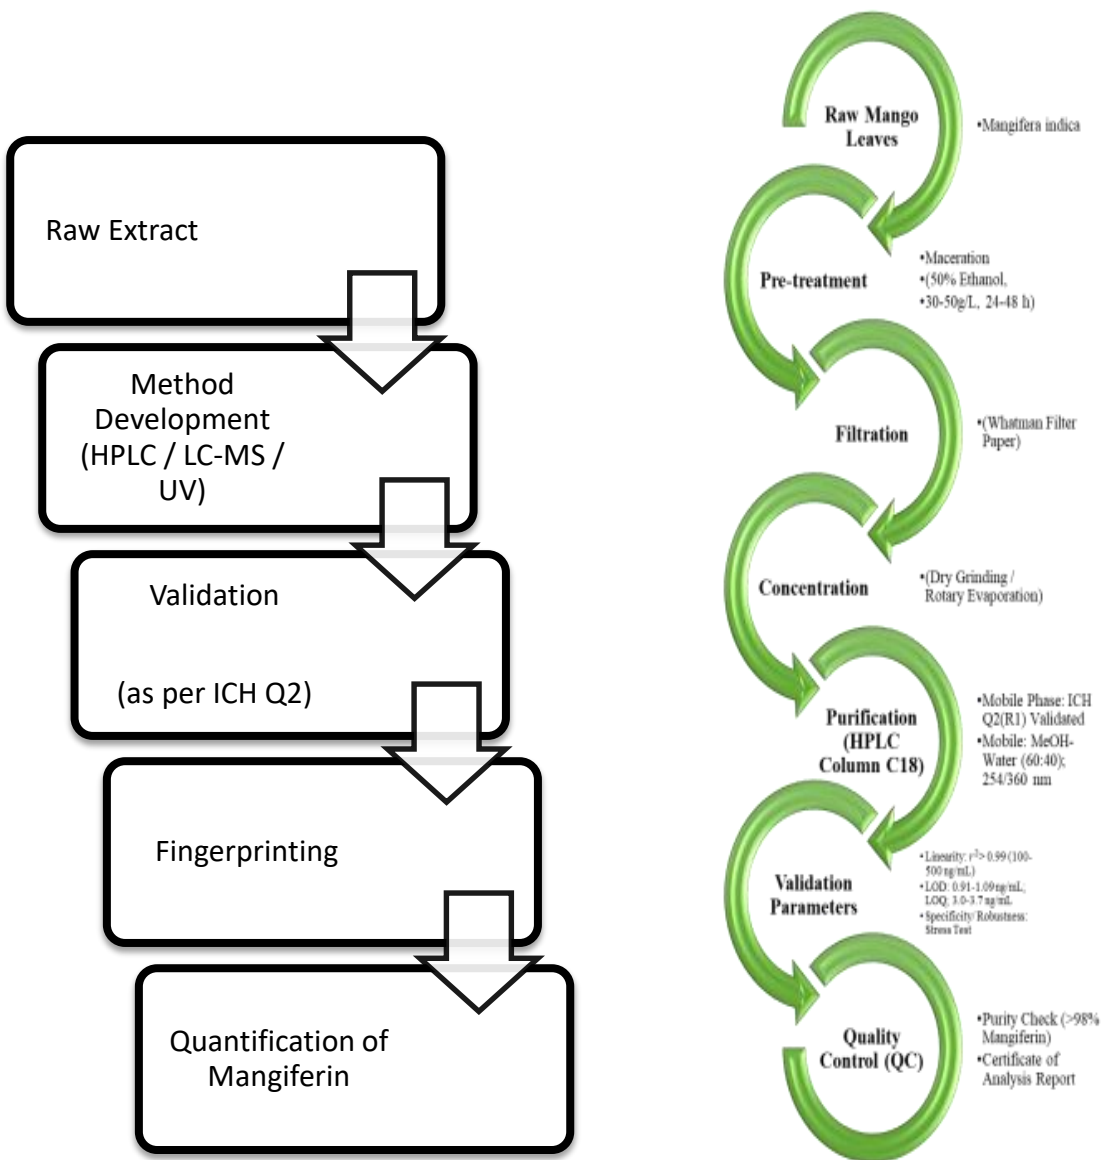 Raw Extract
Method
Development
(HPLC / LC-MS /
UV)
Validation
(as per ICH Q2)
Fingerprinting
Quantification of
Mangiferin
Raw Mango
Leaves
•Mangifera indica
Pre-treatment
•Maceration
•(50% Ethanol,
•30-50g/L, 24-48 h)
Filtration
•(Whatman Filter
Paper)
Concentration
•(Dry Grinding /
Rotary Evaporation)
Purification
(HPLC
Column C18)
•Mobile Phase: ICH
Q2(R1) Validated
•Mobile: MeOH-
Water (60:40);
254/360 nm
Validation
Parameters
•Linearity: r²> 0.99 (100-
500 ng/mL)
•LOD: 0.91-1.09ng/mL;
LOQ: 3.0-3.7 ng/mL
•Specificity/Robustness:
Stress Test
Quality
Control (QC)
•Purity Check (>98%
Mangiferin)
•Certificate of
Analysis Report